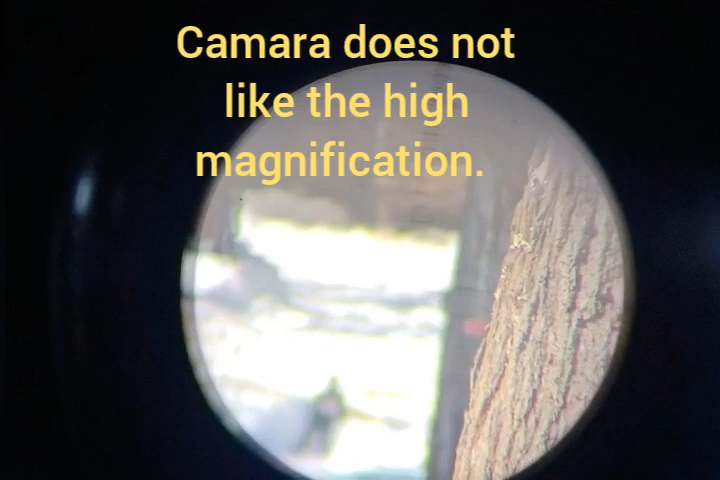 Camara does not
like the high
magnification.